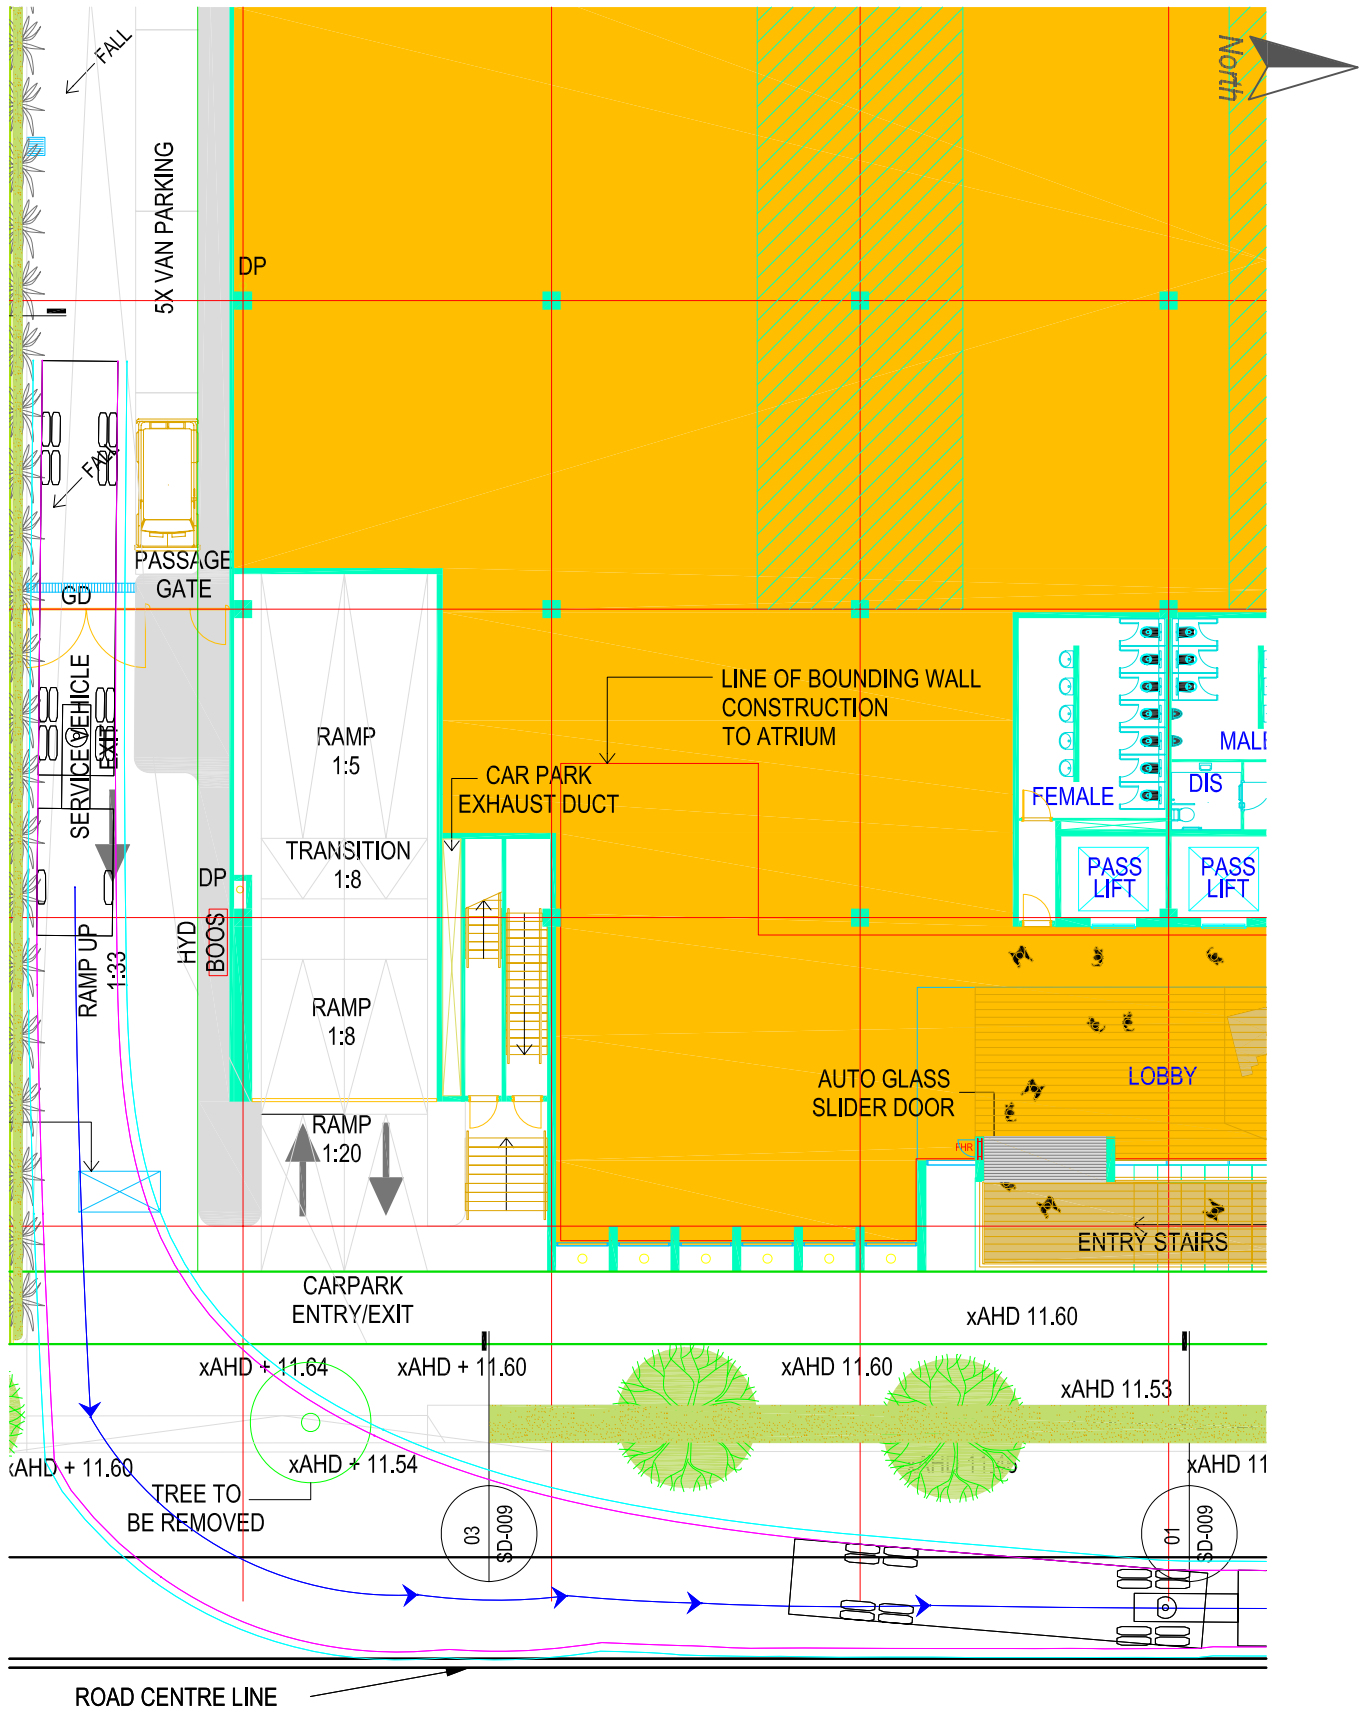 FALL
North
5X VAN PARKING
DP
FALL
PASSAGE
GATE
GD
SERVICE VEHICLE
EXIT
RAMP
1:5
LINE OF BOUNDING WALL
CONSTRUCTION
TO ATRIUM
MALE
CAR PARK
EXHAUST DUCT
FEMALE
DIS
TRANSITION
1:8
PASS
LIFT
PASS
LIFT
DP
HYD
BOOS
RAMP UP
1:33
RAMP
1:8
AUTO GLASS
SLIDER DOOR
LOBBY
RAMP
1:20
FHR
ENTRY STAIRS
CARPARK
ENTRY/EXIT
xAHD 11.60
xAHD + 11.64
xAHD + 11.60
xAHD 11.60
xAHD 11.53
xAHD + 11.60
xAHD + 11.54
xAHD 11
TREE TO
BE REMOVED
03
SD-009
01
SD-009
ROAD CENTRE LINE